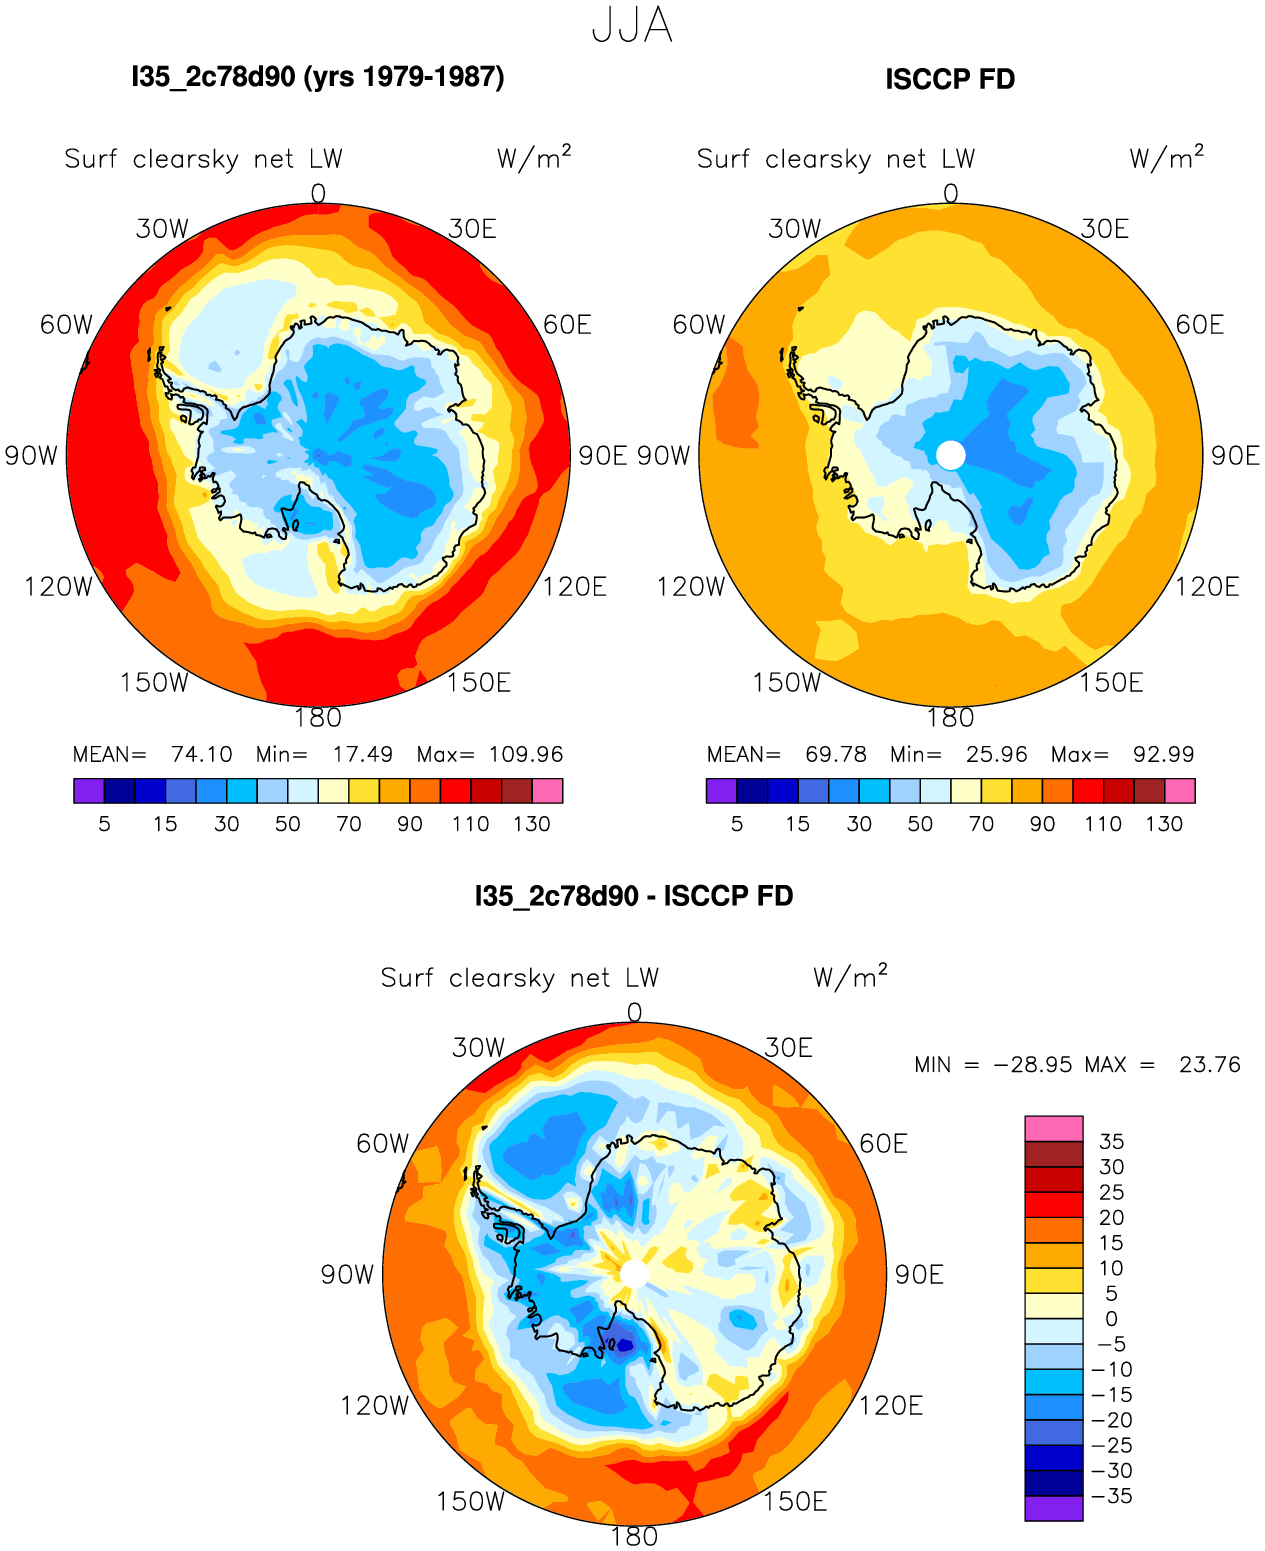 JJA
I35_2c78d90 (yrs 1979-1987)
ISCCP FD
Surf clearsky net LW W/m²
Surf clearsky net LW W/m²
0
0
30W 30E
30W 30E
60W 60E
60W 60E
90W 90E
90W 90E
120W 120E
120W 120E
150W 150E
150W 150E
180
180
MEAN= 74.10 Min= 17.49 Max= 109.96
MEAN= 69.78 Min= 25.96 Max= 92.99
5 15 30 50 70 90 110 130
5 15 30 50 70 90 110 130
I35_2c78d90 - ISCCP FD
Surf clearsky net LW W/m²
0
30W 30E
MIN = −28.95 MAX = 23.76
60W 60E
90W 90E
120W 120E
150W 150E
180
35
30
25
20
15
10
5
0
−5
−10
−15
−20
−25
−30
−35